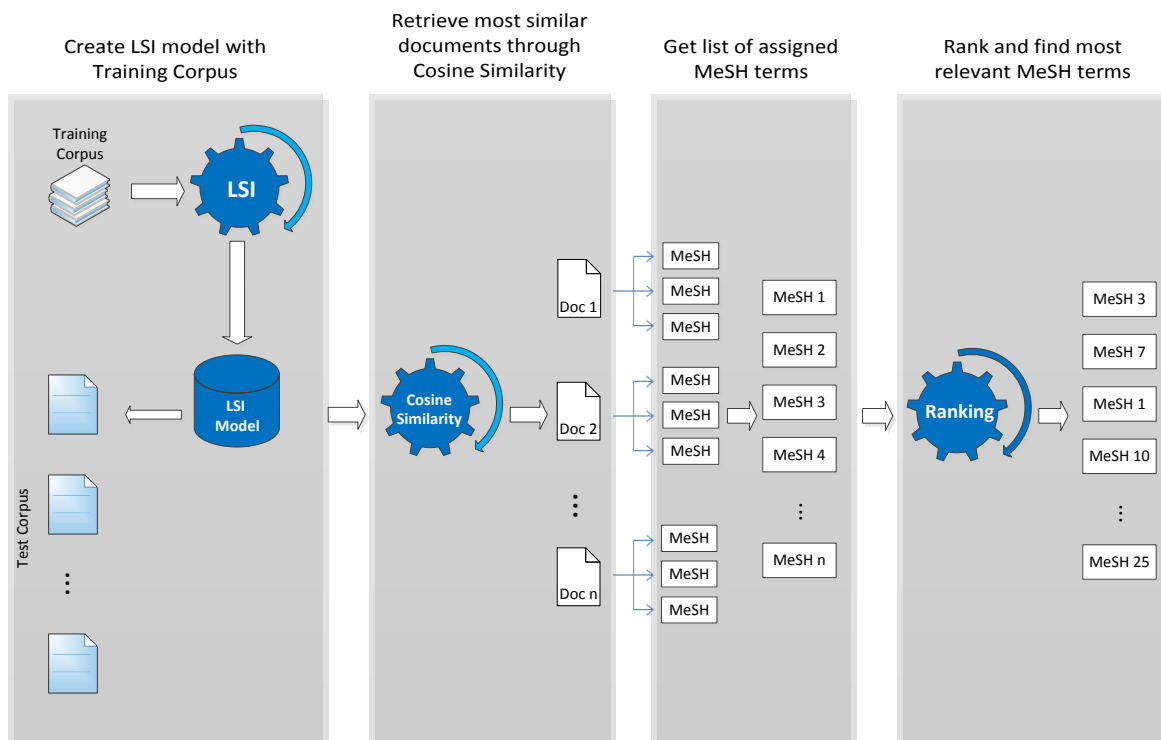 Create LSI model with
Training Corpus
Retrieve most similar
documents through
Cosine Similarity
Get list of assigned
MeSH terms
Rank and find most
relevant MeSH terms
Training
Corpus
LSI
LSI
Model
Test Corpus
...
Cosine
Similarity
Doc 1
Doc 2
...
Doc n
MeSH
MeSH
MeSH
MeSH
MeSH
MeSH
MeSH
MeSH
MeSH
MeSH 1
MeSH 2
MeSH 3
MeSH 4
...
MeSH n
Ranking
MeSH 3
MeSH 7
MeSH 1
MeSH 10
...
MeSH 25